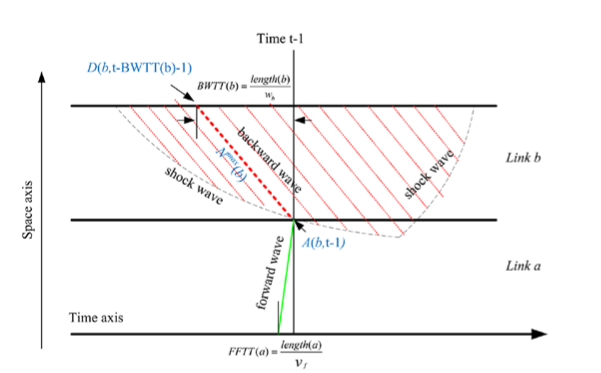 Time t-1
D(b,t-BWTT(b)-1)
BWTT(b) = length(b)
w_b
backward wave
A^max(b)
shock wave
shock wave
Link b
Space axis
A(b,t-1)
forward wave
Link a
Time axis
FFTT(a) = length(a)
v_f